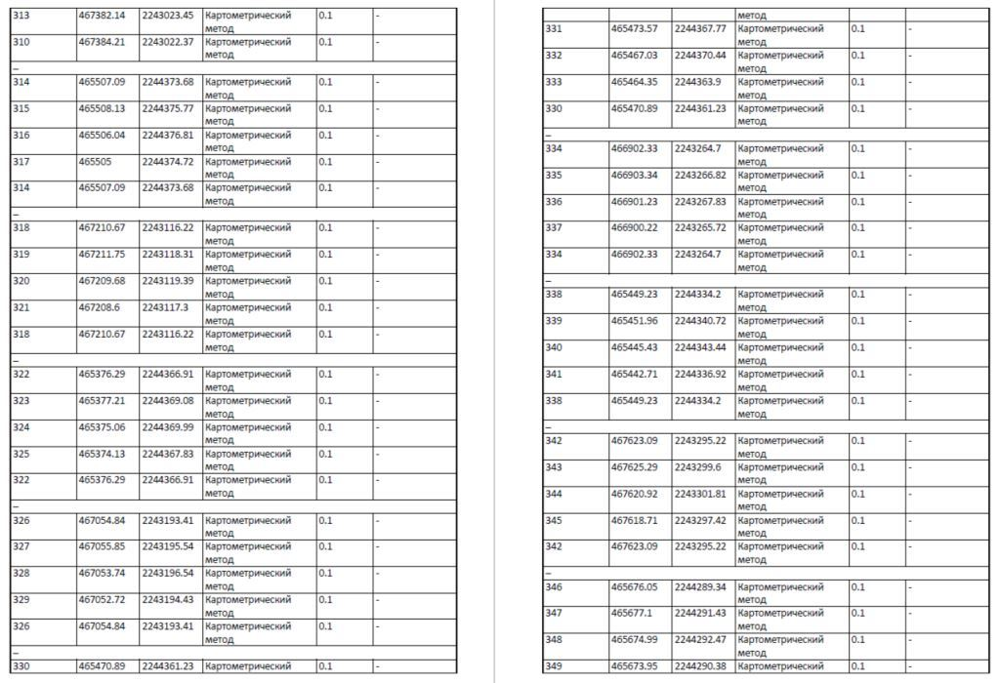 313 467382.14 2243023.45 Картометрический 0.1 -
метод
310 467384.21 2243022.37 Картометрический 0.1 -
метод
–
314 465507.09 2244373.68 Картометрический 0.1 -
метод
315 465508.13 2244375.77 Картометрический 0.1 -
метод
316 465506.04 2244376.81 Картометрический 0.1 -
метод
317 465505 2244374.72 Картометрический 0.1 -
метод
314 465507.09 2244373.68 Картометрический 0.1 -
метод
–
318 467210.67 2243116.22 Картометрический 0.1 -
метод
319 467211.75 2243118.31 Картометрический 0.1 -
метод
320 467209.68 2243119.39 Картометрический 0.1 -
метод
321 467208.6 2243117.3 Картометрический 0.1 -
метод
318 467210.67 2243116.22 Картометрический 0.1 -
метод
–
322 465376.29 2244366.91 Картометрический 0.1 -
метод
323 465377.21 2244369.08 Картометрический 0.1 -
метод
324 465375.06 2244369.99 Картометрический 0.1 -
метод
325 465374.13 2244367.83 Картометрический 0.1 -
метод
322 465376.29 2244366.91 Картометрический 0.1 -
метод
–
326 467054.84 2243193.41 Картометрический 0.1 -
метод
327 467055.85 2243195.54 Картометрический 0.1 -
метод
328 467053.74 2243196.54 Картометрический 0.1 -
метод
329 467052.72 2243194.43 Картометрический 0.1 -
метод
326 467054.84 2243193.41 Картометрический 0.1 -
метод
–
330 465470.89 2244361.23 Картометрический 0.1 -
метод
331 465473.57 2244367.77 Картометрический 0.1 -
метод
332 465467.03 2244370.44 Картометрический 0.1 -
метод
333 465464.35 2244363.9 Картометрический 0.1 -
метод
330 465470.89 2244361.23 Картометрический 0.1 -
метод
–
334 466902.33 2243264.7 Картометрический 0.1 -
метод
335 466903.34 2243266.82 Картометрический 0.1 -
метод
336 466901.23 2243267.83 Картометрический 0.1 -
метод
337 466900.22 2243265.72 Картометрический 0.1 -
метод
334 466902.33 2243264.7 Картометрический 0.1 -
метод
–
338 465449.23 2244334.2 Картометрический 0.1 -
метод
339 465451.96 2244340.72 Картометрический 0.1 -
метод
340 465445.43 2244343.44 Картометрический 0.1 -
метод
341 465442.71 2244336.92 Картометрический 0.1 -
метод
338 465449.23 2244334.2 Картометрический 0.1 -
метод
–
342 467623.09 2243295.22 Картометрический 0.1 -
метод
343 467625.29 2243299.6 Картометрический 0.1 -
метод
344 467620.92 2243301.81 Картометрический 0.1 -
метод
345 467618.71 2243297.42 Картометрический 0.1 -
метод
342 467623.09 2243295.22 Картометрический 0.1 -
метод
–
346 465676.05 2244289.34 Картометрический 0.1 -
метод
347 465677.1 2244291.43 Картометрический 0.1 -
метод
348 465674.99 2244292.47 Картометрический 0.1 -
метод
349 465673.95 2244290.38 Картометрический 0.1 -